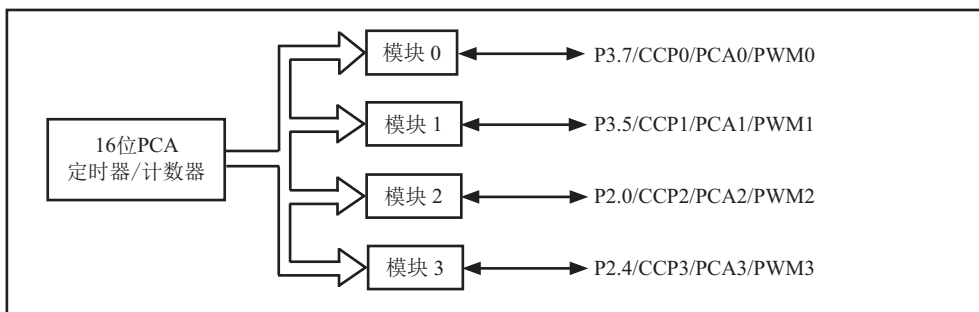 16位PCA
定时器/计数器
模块 0
P3.7/CCP0/PCA0/PWM0
模块 1
P3.5/CCP1/PCA1/PWM1
模块 2
P2.0/CCP2/PCA2/PWM2
模块 3
P2.4/CCP3/PCA3/PWM3